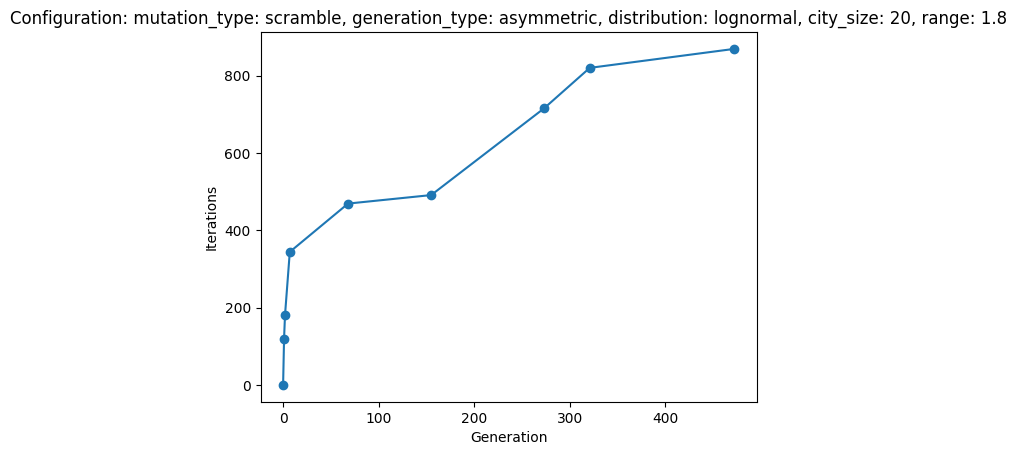 Configuration: mutation_type: scramble, generation_type: asymmetric, distribution: lognormal, city_size: 20, range: 1.8
800
600
400
200
0
Iterations
0 100 200 300 400
Generation